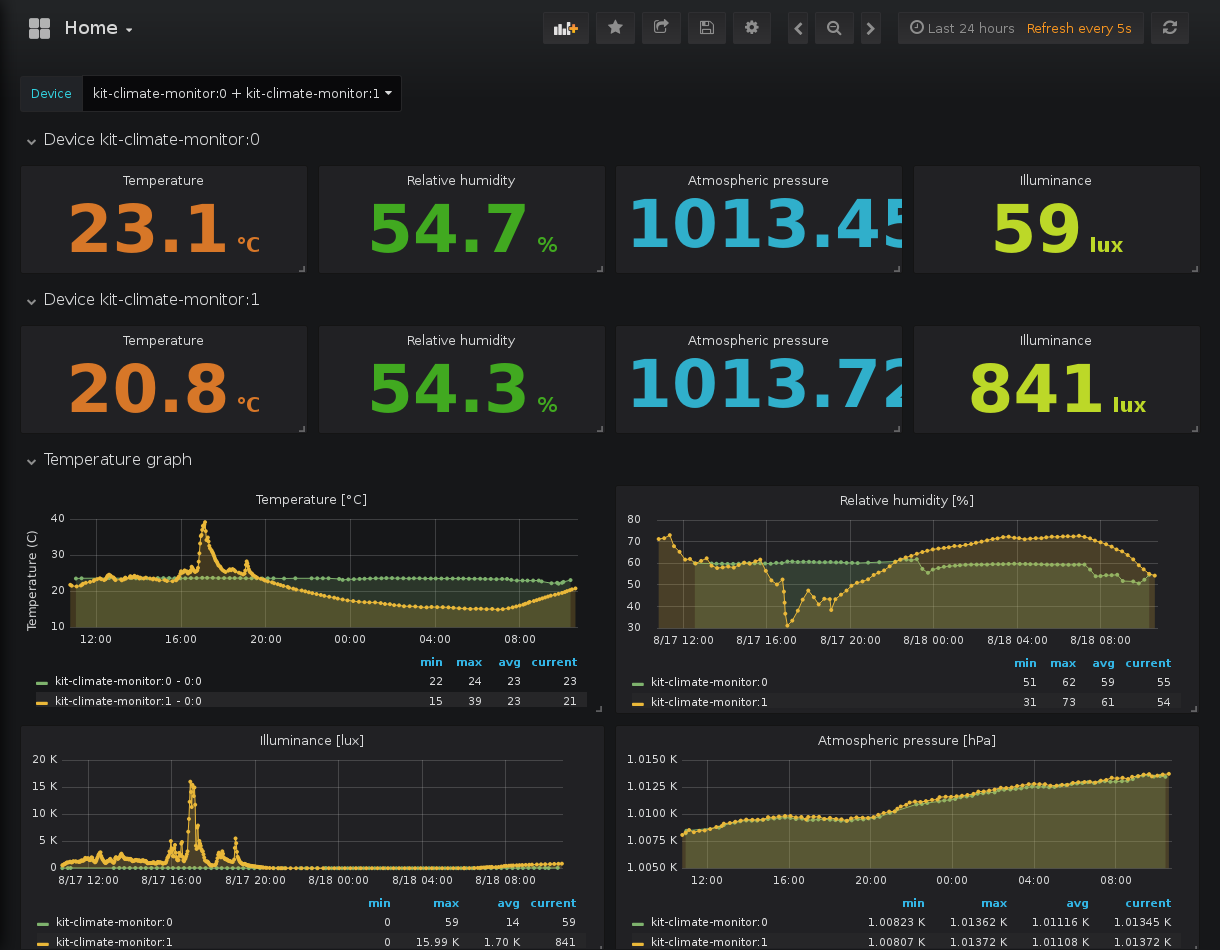 Home
Last 24 hours Refresh every 5s
Device kit-climate-monitor:0 + kit-climate-monitor:1
Device kit-climate-monitor:0
Temperature Relative humidity Atmospheric pressure Illuminance
23.1 °C 54.7 % 1013.45 59 lux
Device kit-climate-monitor:1
Temperature Relative humidity Atmospheric pressure Illuminance
20.8 °C 54.3 % 1013.72 841 lux
Temperature graph
Temperature [°C]
Temperature (C)
40
30
20
10
12:00 16:00 20:00 00:00 04:00 08:00
min max avg current
kit-climate-monitor:0 - 0:0 22 24 23 23
kit-climate-monitor:1 - 0:0 15 39 23 21
Relative humidity [%]
80
70
60
50
40
30
8/17 12:00 8/17 16:00 8/17 20:00 8/18 00:00 8/18 04:00 8/18 08:00
min max avg current
kit-climate-monitor:0 51 62 59 55
kit-climate-monitor:1 31 73 61 54
Illuminance [lux]
20 K
15 K
10 K
5 K
0
8/17 12:00 8/17 16:00 8/17 20:00 8/18 00:00 8/18 04:00 8/18 08:00
min max avg current
kit-climate-monitor:0 0 59 14 59
kit-climate-monitor:1 0 15.99 K 1.70 K 841
Atmospheric pressure [hPa]
1.0150 K
1.0125 K
1.0100 K
1.0075 K
1.0050 K
12:00 16:00 20:00 00:00 04:00 08:00
min max avg current
kit-climate-monitor:0 1.00823 K 1.01362 K 1.01116 K 1.01345 K
kit-climate-monitor:1 1.00807 K 1.01372 K 1.01108 K 1.01372 K